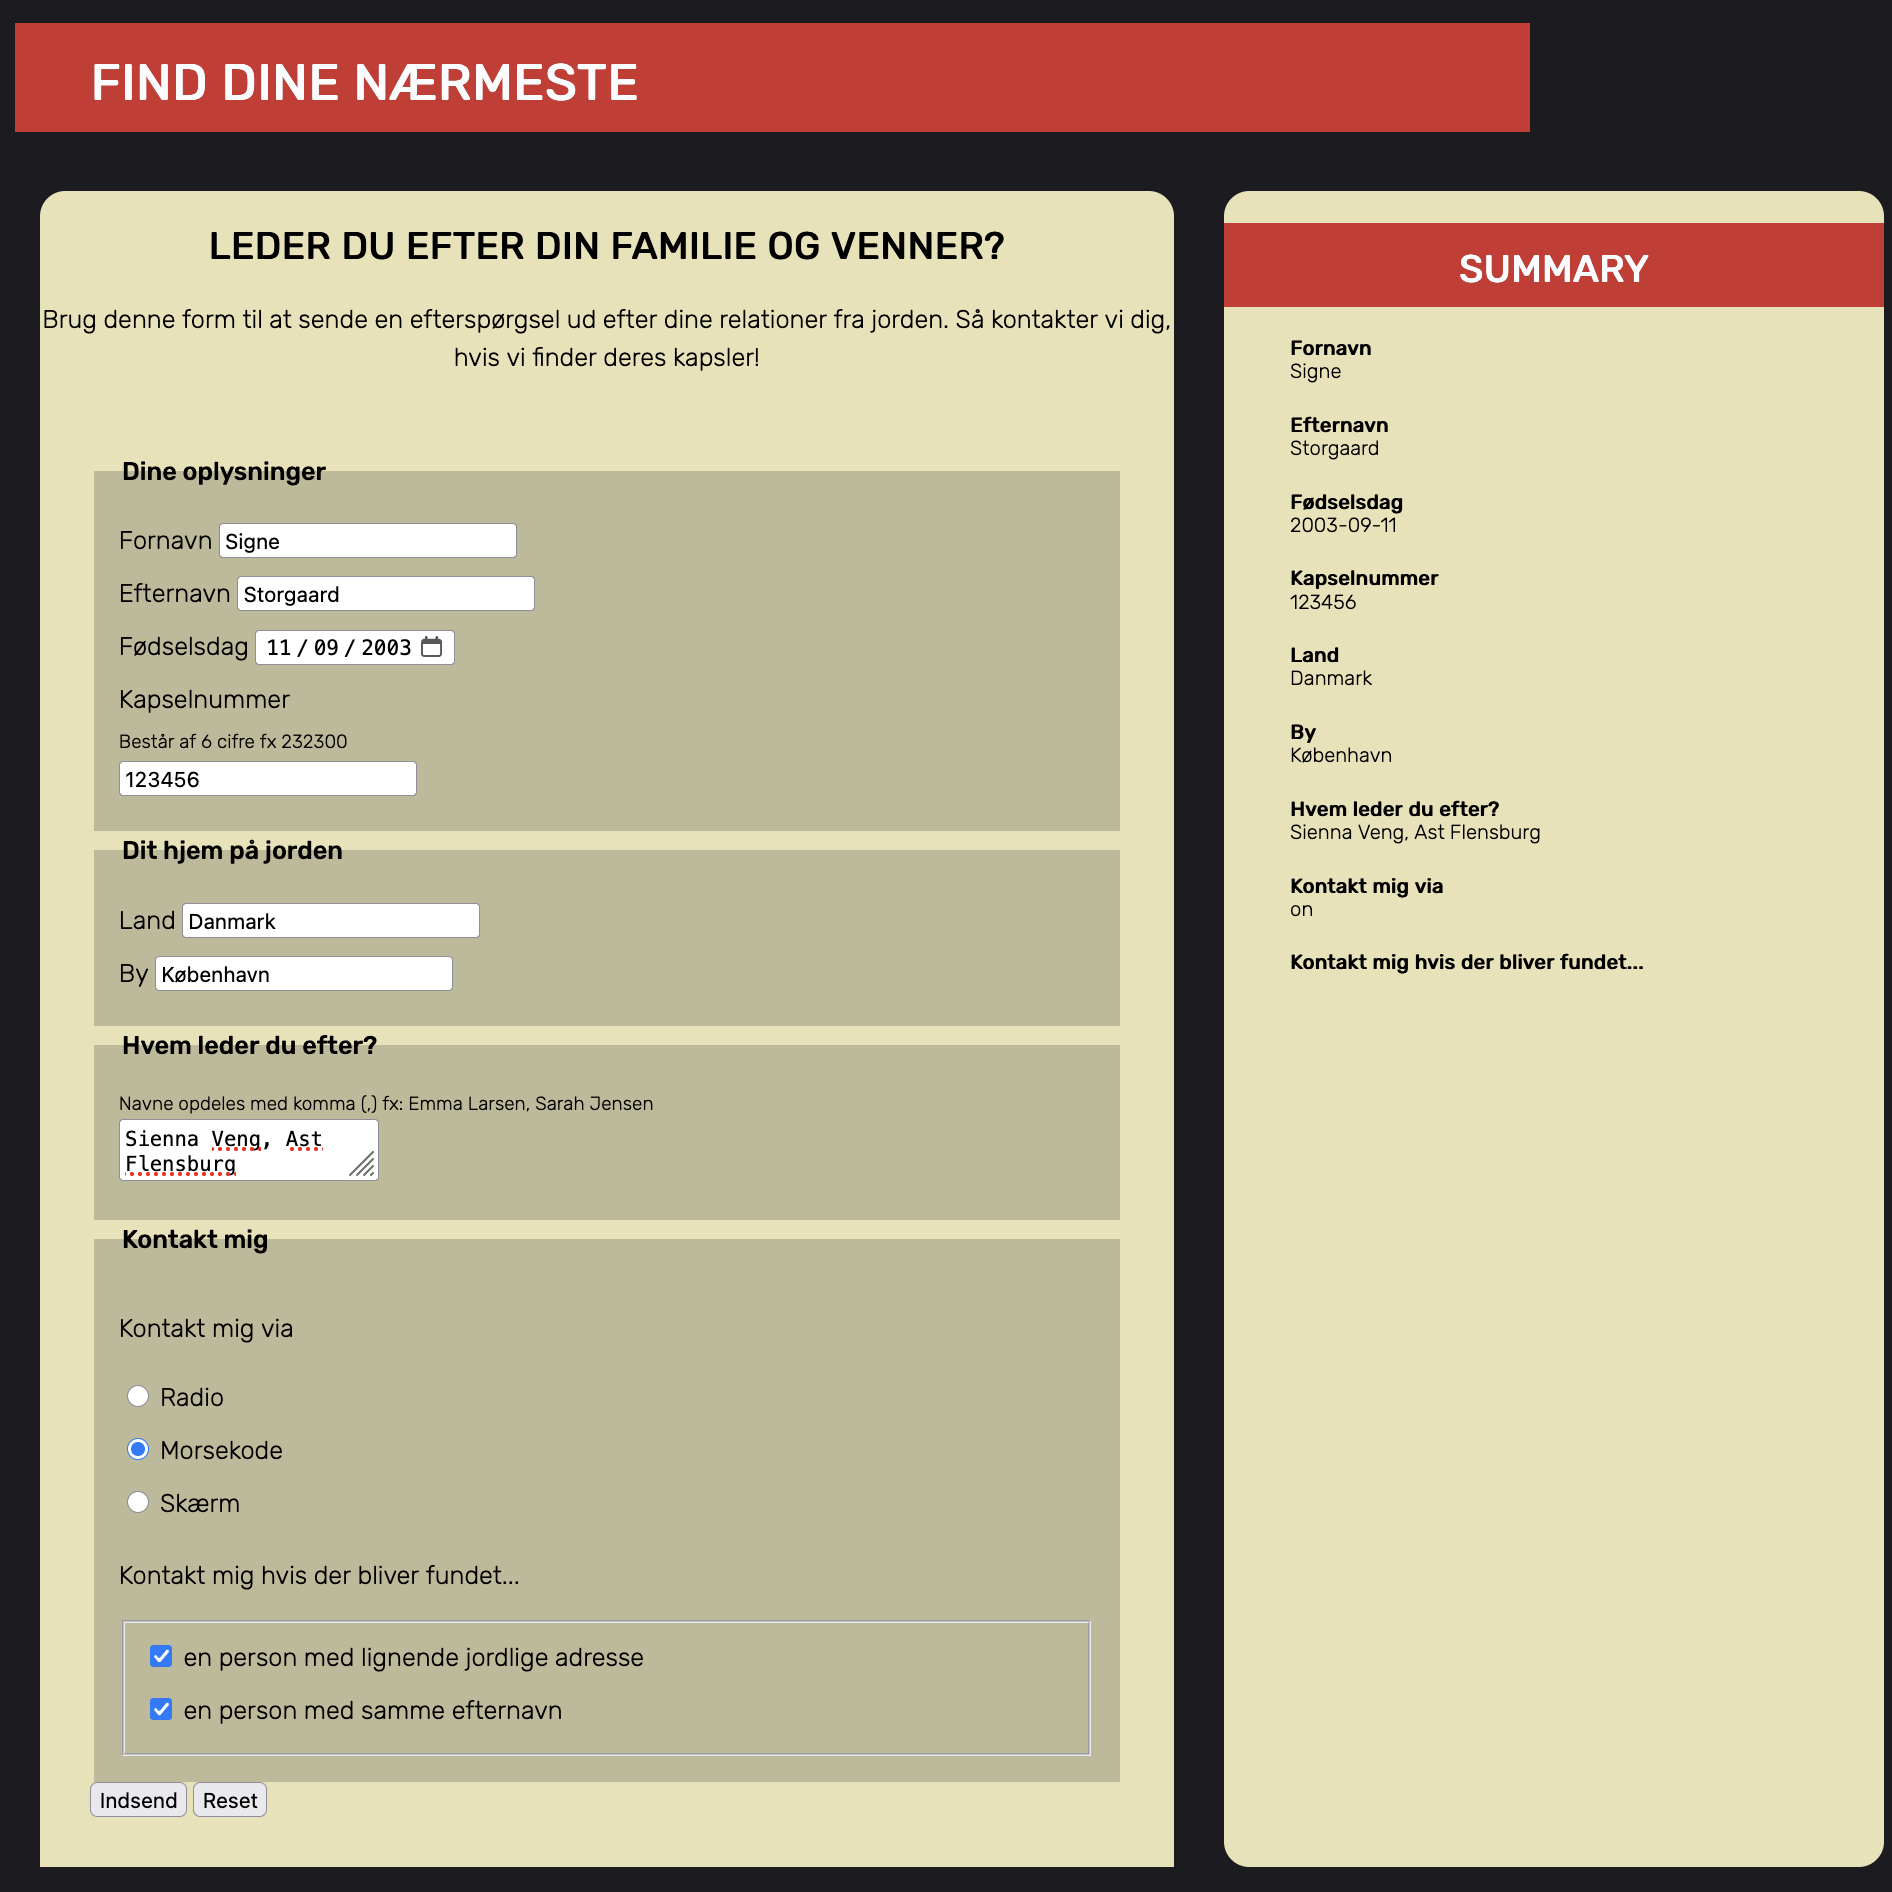 FIND DINE NÆRMESTE
LEDER DU EFTER DIN FAMILIE OG VENNER?
Brug denne form til at sende en efterspørgsel ud efter dine relationer fra jorden. Så kontakter vi dig,
hvis vi finder deres kapsler!
Dine oplysninger
Fornavn Signe
Efternavn Storgaard
Fødselsdag 11/09/2003
Kapselnummer
Består af 6 cifre fx 232300
123456
Dit hjem på jorden
Land Danmark
By København
Hvem leder du efter?
Navne opdeles med komma (,) fx: Emma Larsen, Sarah Jensen
Sienna Veng, Ast
Flensburg
Kontakt mig
Kontakt mig via
Radio
Morsekode
Skærm
Kontakt mig hvis der bliver fundet...
en person med lignende jordlige adresse
en person med samme efternavn
Indsend Reset
SUMMARY
Fornavn
Signe
Efternavn
Storgaard
Fødselsdag
2003-09-11
Kapselnummer
123456
Land
Danmark
By
København
Hvem leder du efter?
Sienna Veng, Ast Flensburg
Kontakt mig via
on
Kontakt mig hvis der bliver fundet...